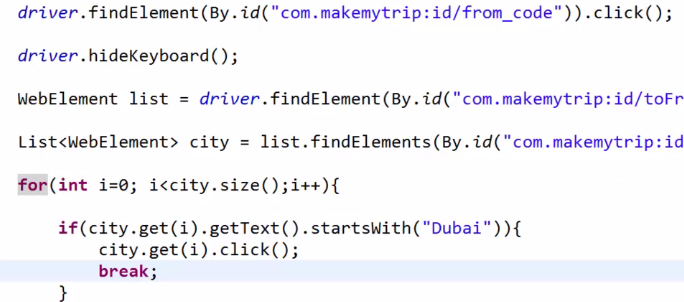 driver.findElement(By.id("com.makemytrip:id/from_code")).click();
driver.hideKeyboard();
WebElement list = driver.findElement(By.id("com.makemytrip:id/toFr
List<WebElement> city = list.findElements(By.id("com.makemytrip:id
for(int i=0; i<city.size();i++){
if(city.get(i).getText().startsWith("Dubai")){
city.get(i).click();
break;
}